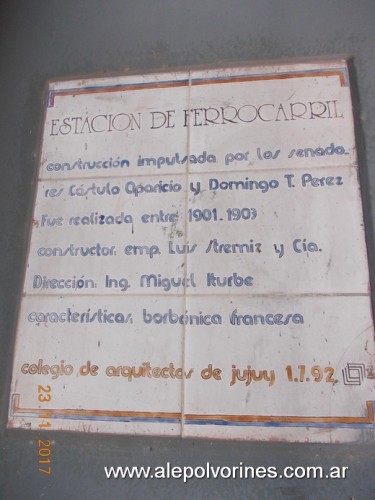 ESTACION DE FERROCARRIL
construcción impulsada por los senado
res Cástulo Aparicio y Domingo T. Perez
Fue realizada entre 1901.1903
constructor. emp. Luis Stremiz y Cía.
Dirección. Ing. Miguel Iturbe
características. borbónica francesa
colegio de arquitectos de jujuy 1.7.92.
23 11 2017
www.alepolvorines.com.ar